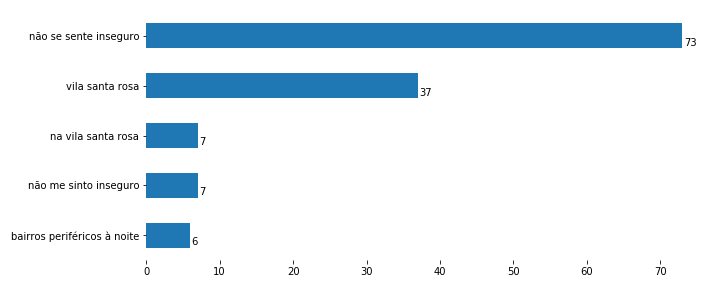 não se sente inseguro
73
vila santa rosa
37
na vila santa rosa
7
não me sinto inseguro
7
bairros periféricos à noite
6
0 10 20 30 40 50 60 70